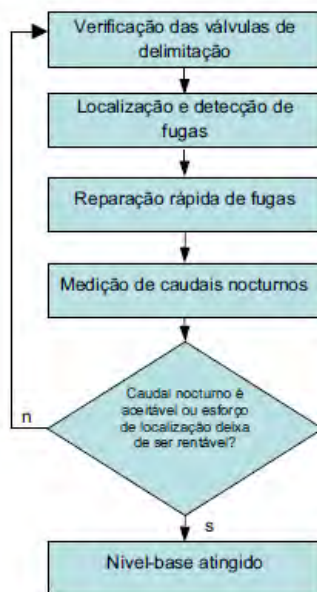 Verificação das válvulas de
delimitação
Localização e detecção de
fugas
Reparação rápida de fugas
Medição de caudais nocturnos
Caudal nocturno é
aceitável ou esforço
de localização deixa
de ser rentável?
n
s
Nível-base atingido